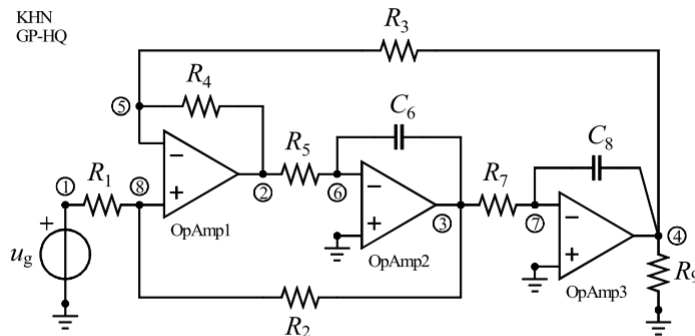 KHN
GP-HQ
R3
5
R4
C6
C8
1
R1
8
−
+
2
R5
6
−
+
3
R7
7
−
+
4
+
ug
OpAmp1
OpAmp2
OpAmp3
R9
R2